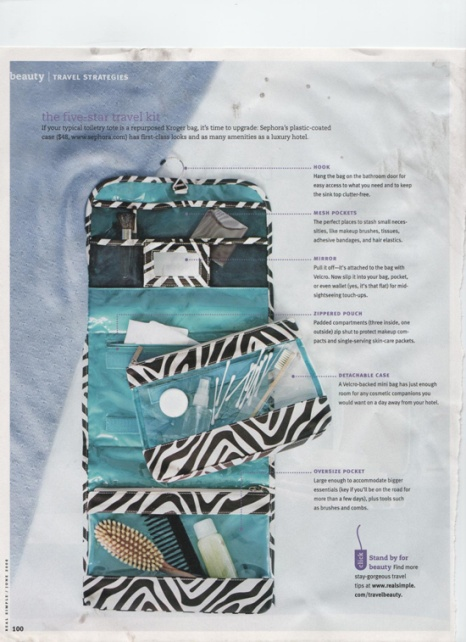 beauty | TRAVEL STRATEGIES
the five-star travel kit
If your typical toiletry tote is a repurposed Kroger bag, it's time to upgrade: Sephora's plastic-coated
case ($48, www.sephora.com) has first-class looks and as many amenities as a luxury hotel.
HOOK
Hang the bag on the bathroom door for
easy access to what you need and to keep
the sink top clutter-free.
MESH POCKETS
The perfect places to stash small neces-
sities, like makeup brushes, tissues,
adhesive bandages, and hair elastics.
MIRROR
Pull it off—it's attached to the bag with
Velcro. Now slip it into your bag, pocket,
or even wallet (yes, it's that flat) for mid-
sightseeing touch-ups.
ZIPPERED POUCH
Padded compartments (three inside, one
outside) zip shut to protect makeup com-
pacts and single-serving skin-care packets.
DETACHABLE CASE
A Velcro-backed mini bag has just enough
room for any cosmetic companions you
would want on a day away from your hotel.
OVERSIZE POCKET
Large enough to accommodate bigger
essentials (key if you'll be on the road for
more than a few days), plus tools such
as brushes and combs.
click
Stand by for
beauty Find more
stay-gorgeous travel
tips at www.realsimple.
com/travelbeauty.
REAL SIMPLE / JUNE 2006
100